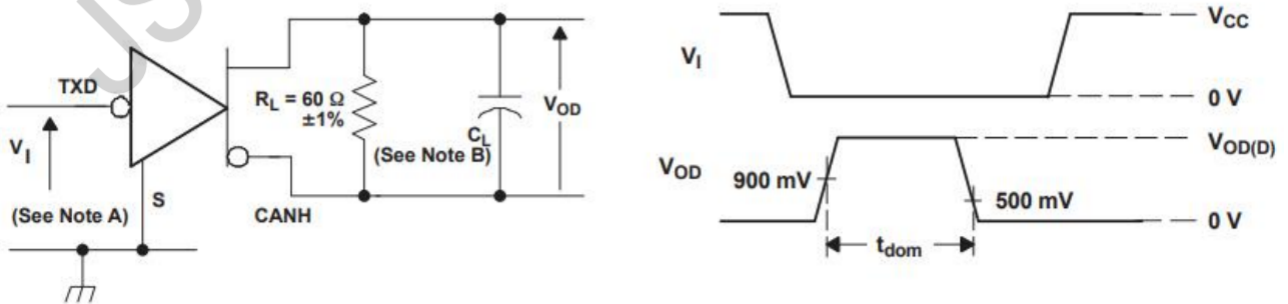 TXD
V_I
(See Note A)
S
R_L = 60 Ω
±1%
(See Note B)
C_L
V_OD
CANH
V_I
V_CC
0 V
V_OD
900 mV
V_OD(D)
500 mV
0 V
t_dom